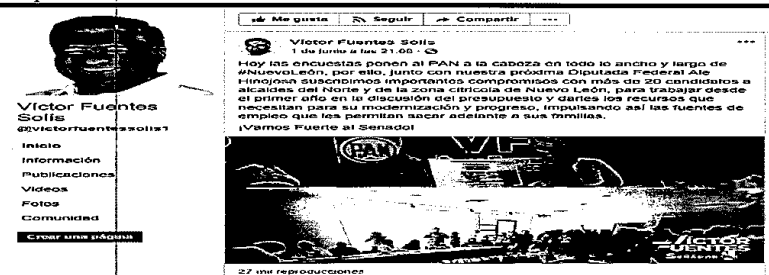 Me gusta Seguir Compartir ...
Víctor Fuentes Solís
1 de junio a las 21:08
Hoy las encuestas ponen al PAN a la cabeza en todo lo ancho y largo de
#NuevoLeón, por ello, junto con nuestra próxima Diputada Federal Ale
Hinojosa suscribimos importantes compromisos con más de 20 candidatos a
alcaldes del Norte y de la zona citrícola de Nuevo León, para trabajar desde
el primer año en la discusión del presupuesto y darles los recursos que
necesitan para su modernización y progreso, impulsando así las fuentes de
empleo que les permitan sacar adelante a sus familias.
¡Vamos Fuerte al Senado!
Víctor Fuentes
Solís
@victorfuentessolis1
Inicio
Información
Publicaciones
Videos
Fotos
Comunidad
Crear una página
PAN
VFS
VÍCTOR
FUENTES
27 mil reproducciones